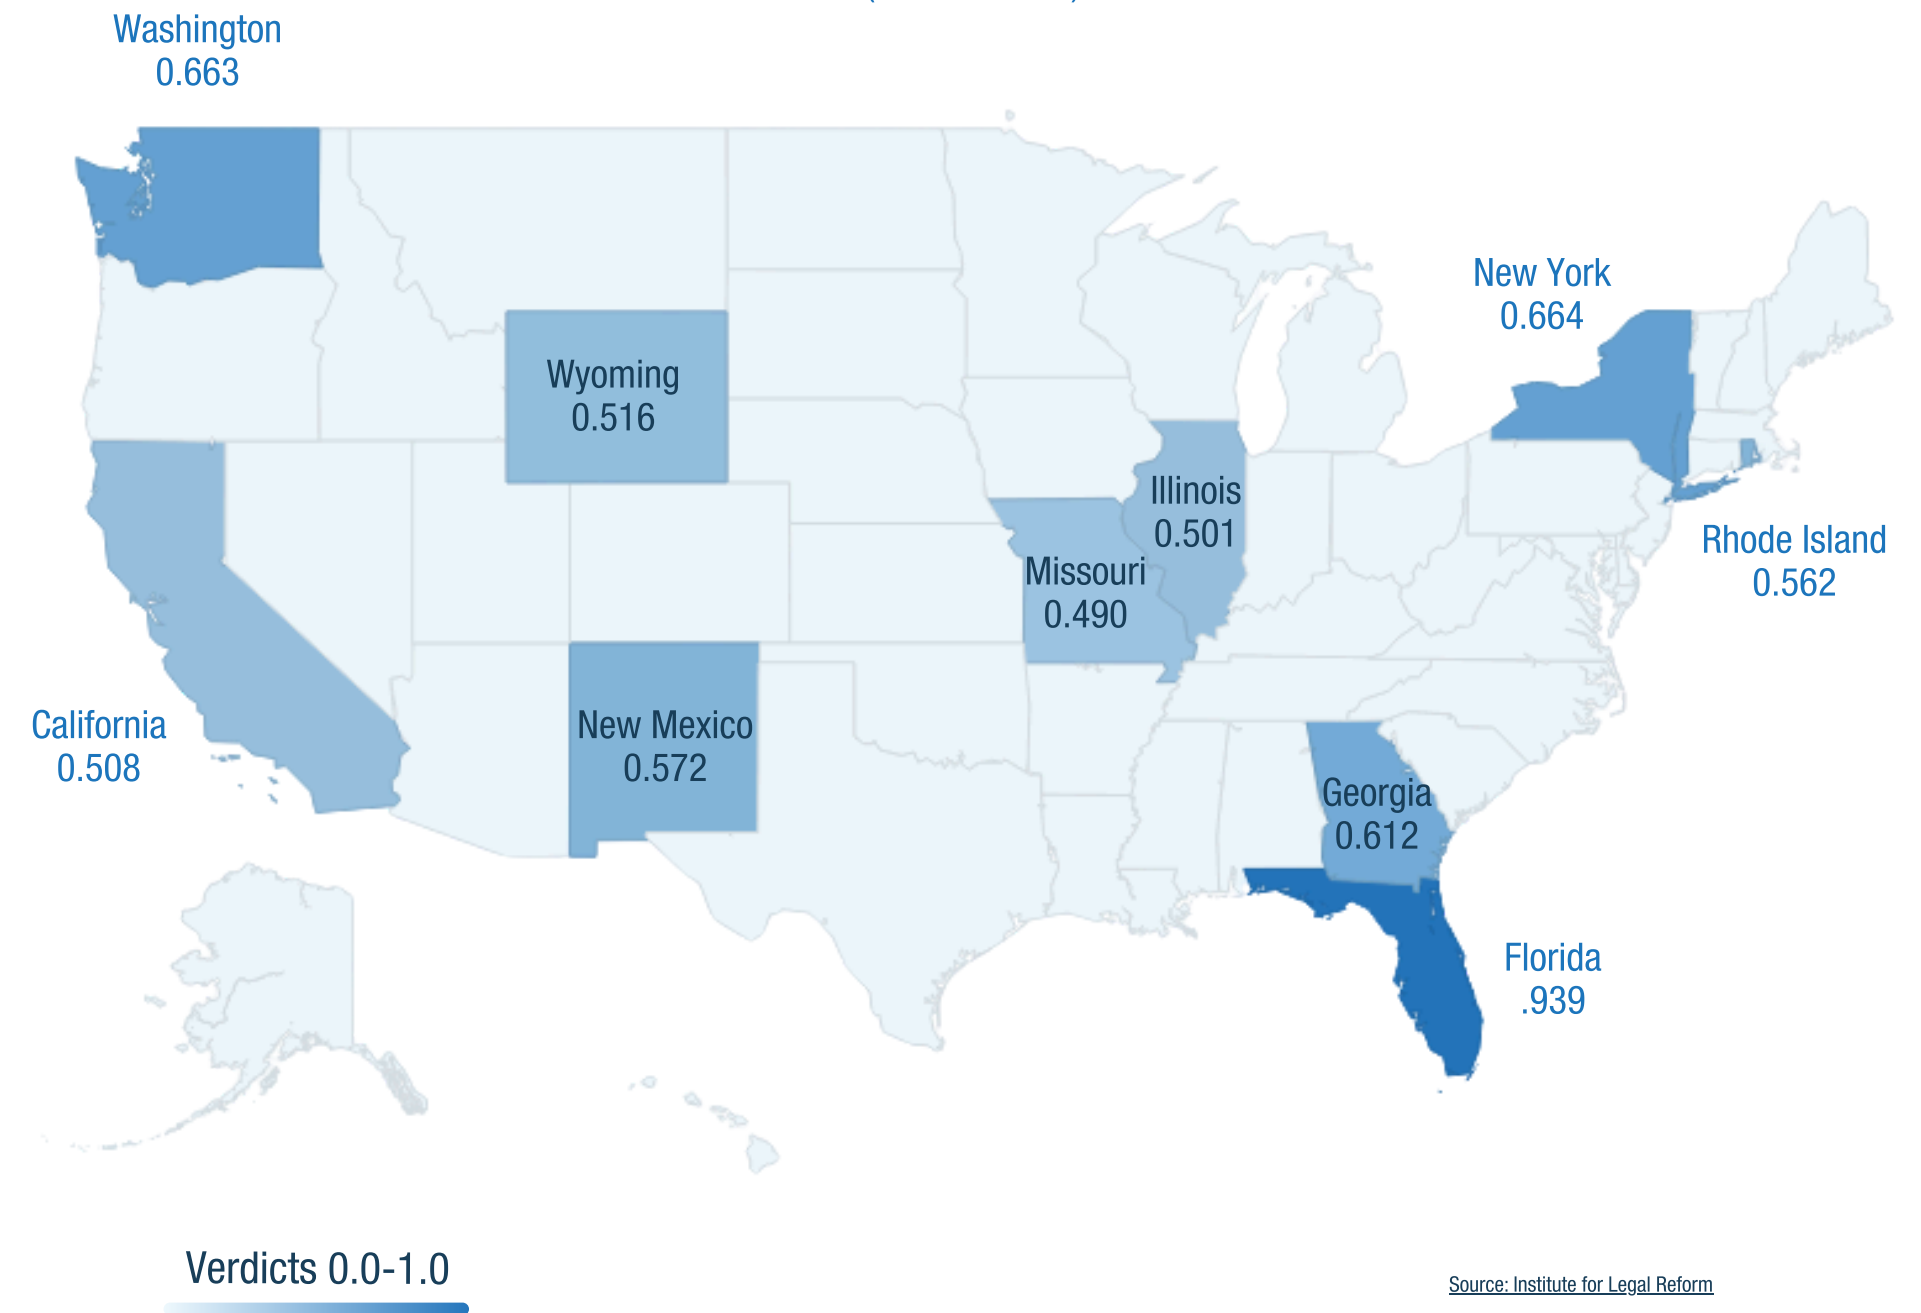 Washington
0.663
New York
0.664
Wyoming
0.516
Illinois
0.501
Rhode Island
0.562
Missouri
0.490
California
0.508
New Mexico
0.572
Georgia
0.612
Florida
.939
Verdicts 0.0-1.0
Source: Institute for Legal Reform